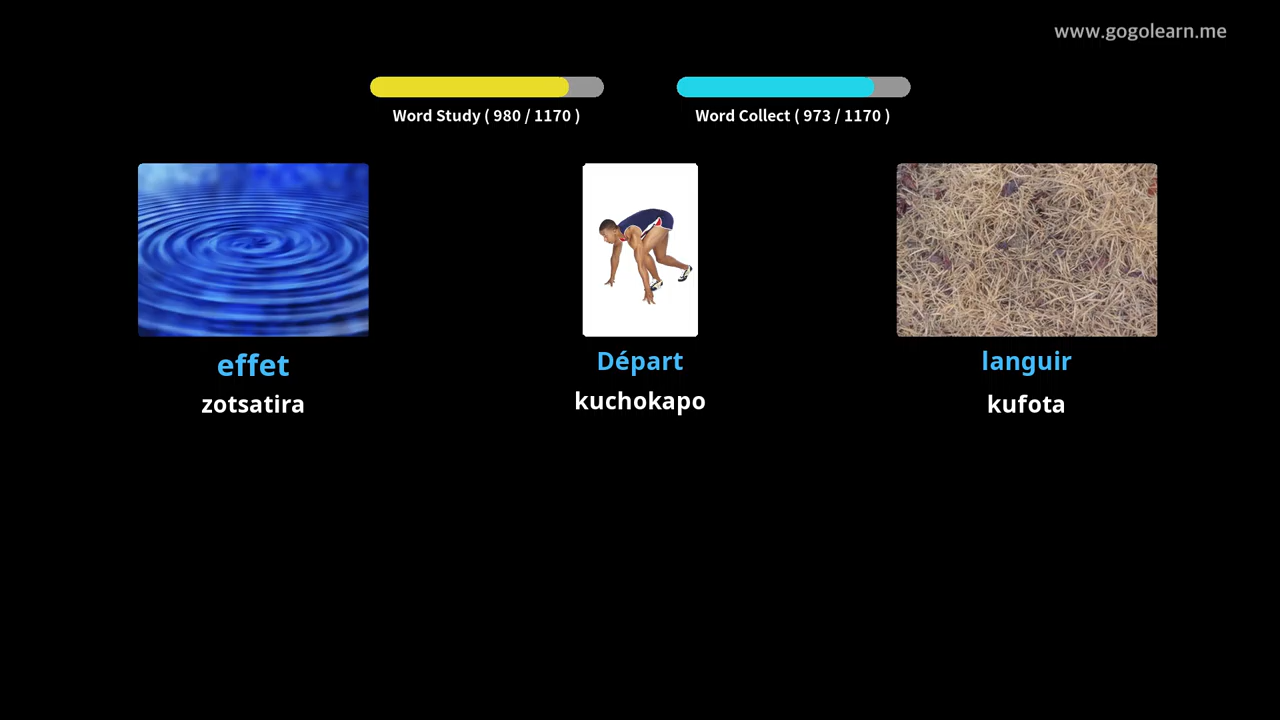 www.gogolearn.me
Word Study ( 980 / 1170 )
Word Collect ( 973 / 1170 )
effet
zotsatira
Départ
kuchokapo
languir
kufota